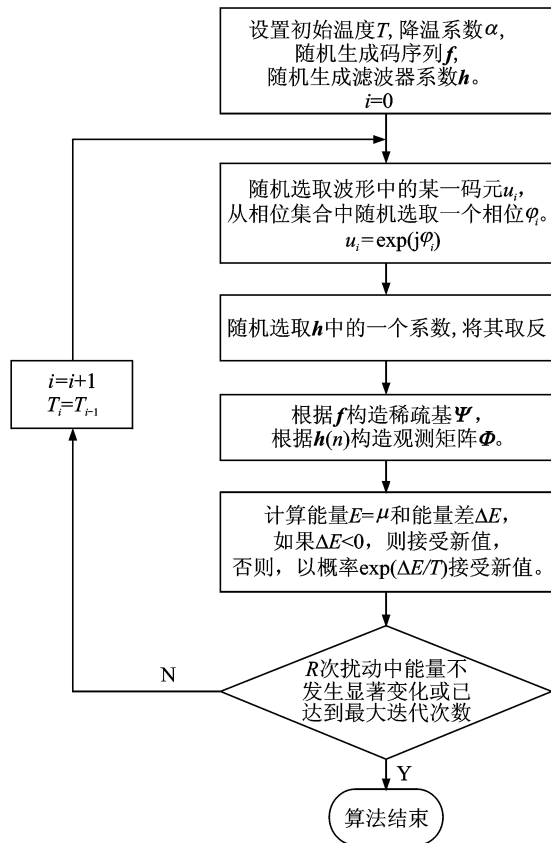 设置初始温度T, 降温系数α,
随机生成码序列f,
随机生成滤波器系数h。
i=0
随机选取波形中的某一码元uᵢ,
从相位集合中随机选取一个相位φᵢ。
uᵢ=exp(jφᵢ)
随机选取h中的一个系数, 将其取反
i=i+1
Tᵢ=Tᵢ₋₁
根据f构造稀疏基Ψ,
根据h(n)构造观测矩阵Φ。
计算能量E=μ和能量差ΔE,
如果ΔE<0，则接受新值,
否则，以概率exp(ΔE/T)接受新值。
N
R次扰动中能量不
发生显著变化或已
达到最大迭代次数
Y
算法结束